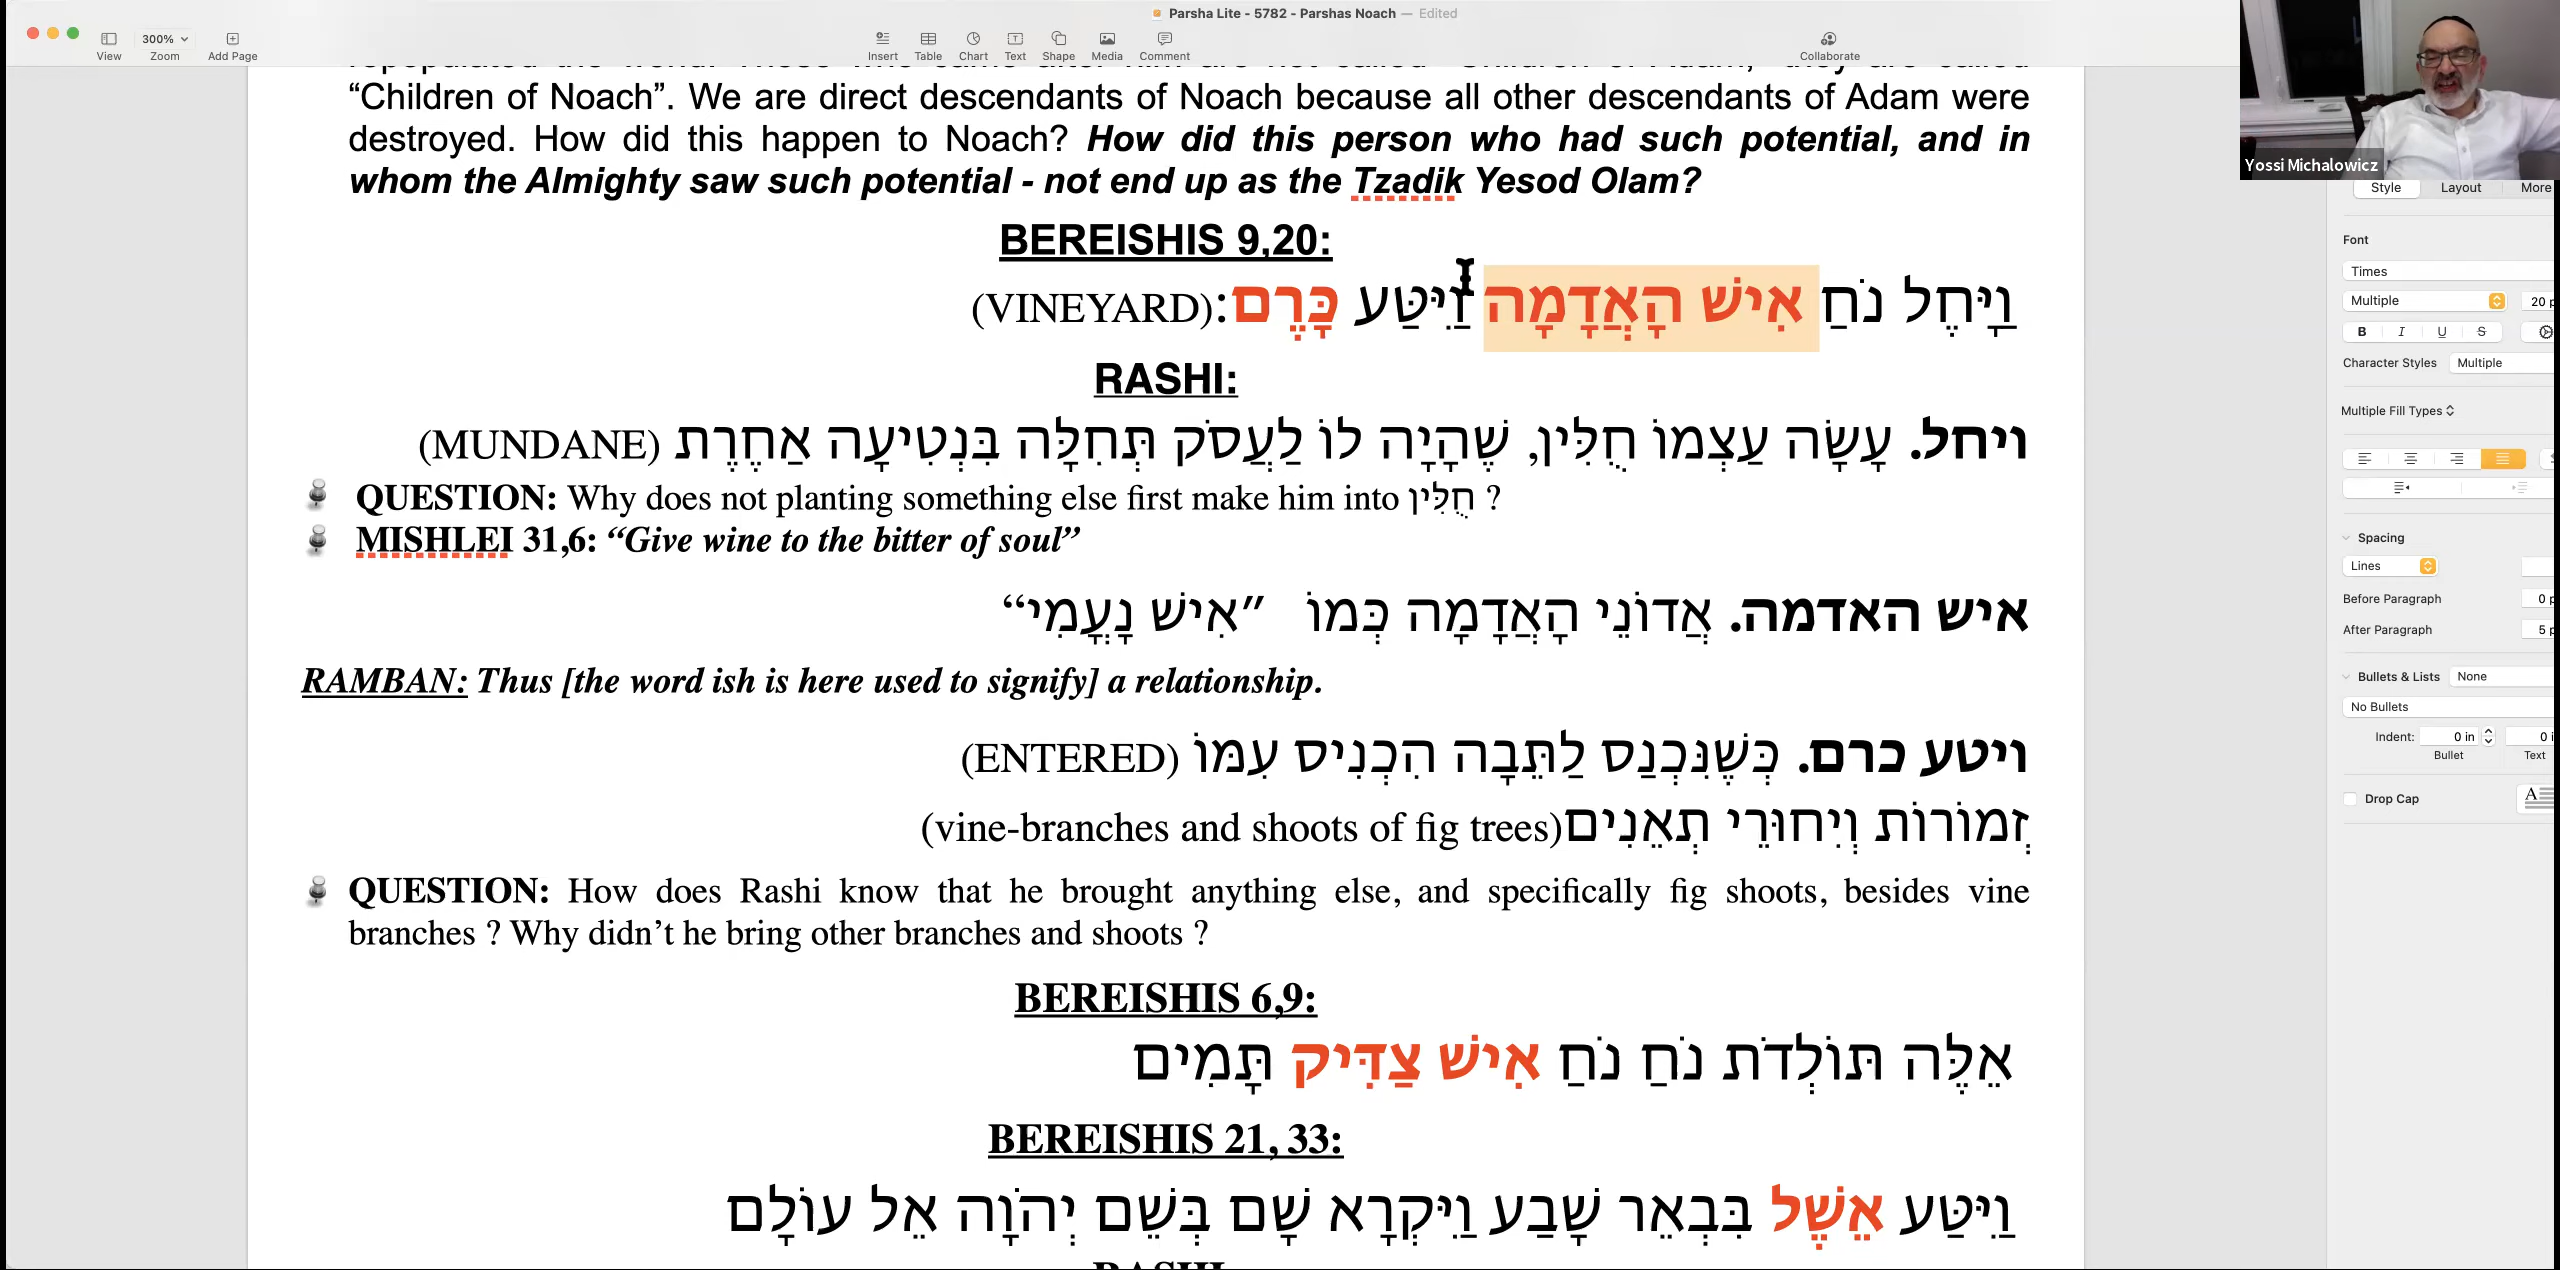 Parsha Lite - 5782 - Parshas Noach — Edited
View
300%
Zoom
Add Page
Insert
Table
Chart
Text
Shape
Media
Comment
Collaborate
Yossi Michalowicz
“Children of Noach”. We are direct descendants of Noach because all other descendants of Adam were
destroyed. How did this happen to Noach? How did this person who had such potential, and in
whom the Almighty saw such potential - not end up as the Tzadik Yesod Olam?
BEREISHIS 9,20:
וַיָּחֶל נֹחַ אִישׁ הָאֲדָמָה וַיִּטַּע כָּרֶם: (VINEYARD)
RASHI:
ויחל. עָשָׂה עַצְמוֹ חֻלִּין, שֶׁהָיָה לוֹ לַעֲסֹק תְּחִלָּה בִּנְטִיעָה אַחֶרֶת (MUNDANE)
QUESTION: Why does not planting something else first make him into חֻלִּין ?
MISHLEI 31,6: “Give wine to the bitter of soul”
איש האדמה. אֲדוֹנֵי הָאֲדָמָה כְּמוֹ ”אִישׁ נָעֳמִי“
RAMBAN: Thus [the word ish is here used to signify] a relationship.
ויטע כרם. כְּשֶׁנִּכְנַס לַתֵּבָה הִכְנִיס עִמּוֹ (ENTERED)
זְמוֹרוֹת וְיִחוּרֵי תְּאֵנִים (vine-branches and shoots of fig trees)
QUESTION: How does Rashi know that he brought anything else, and specifically fig shoots, besides vine
branches ? Why didn’t he bring other branches and shoots ?
BEREISHIS 6,9:
אֵלֶּה תּוֹלְדֹת נֹחַ נֹחַ אִישׁ צַדִּיק תָּמִים
BEREISHIS 21, 33:
וַיִּטַּע אֵשֶׁל בִּבְאֵר שָׁבַע וַיִּקְרָא שָׁם בְּשֵׁם יְהֹוָה אֵל עוֹלָם
RASHI
Style
Layout
More
Font
Times
Multiple
20 p
B I U S
Character Styles
Multiple
Multiple Fill Types
Spacing
Lines
Before Paragraph
0 p
After Paragraph
5 p
Bullets & Lists
None
No Bullets
Indent:
0 in
0 i
Bullet
Text
Drop Cap
A